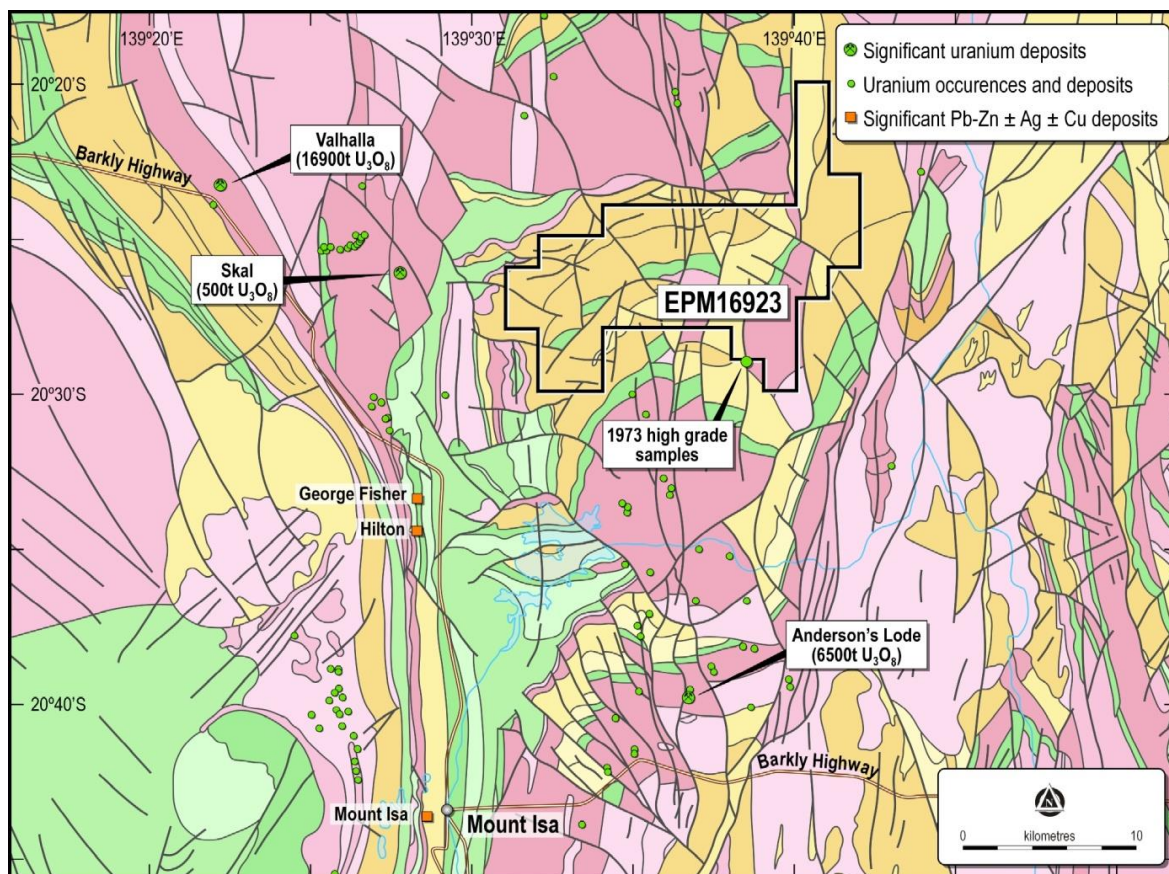 139°20'E
139°30'E
139°40'E
20°20'S
20°30'S
20°40'S
Significant uranium deposits
Uranium occurences and deposits
Significant Pb-Zn ± Ag ± Cu deposits
Valhalla
(16900t U₃O₈)
Barkly Highway
Skal
(500t U₃O₈)
EPM16923
1973 high grade
samples
George Fisher
Hilton
Anderson's Lode
(6500t U₃O₈)
Barkly Highway
Mount Isa
Mount Isa
N
0 kilometres 10